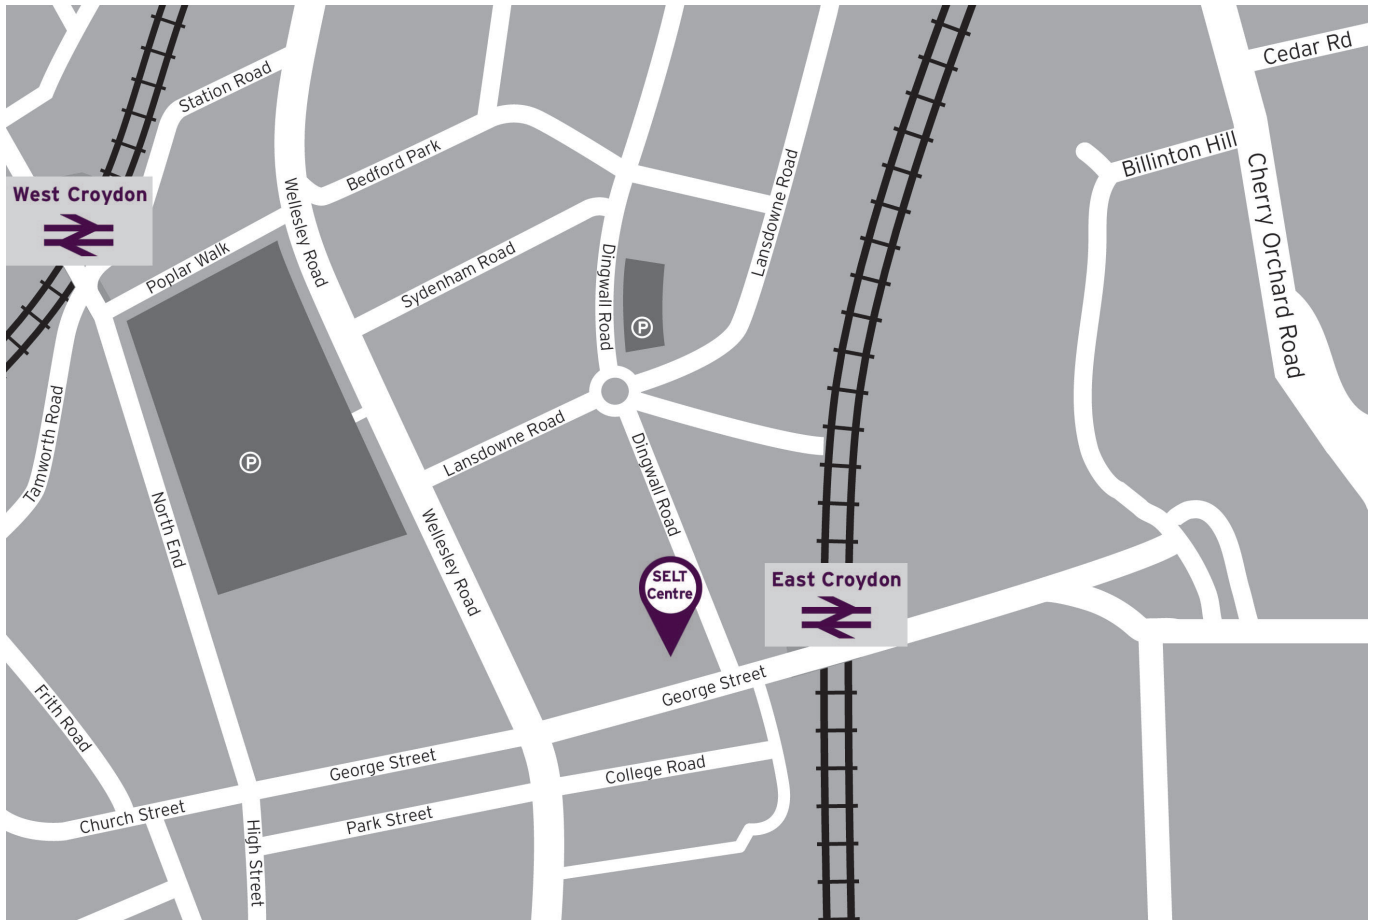 Cedar Rd
Station Road
Billinton Hill
Bedford Park
West Croydon
Wellesley Road
Lansdowne Road
Cherry Orchard Road
Poplar Walk
Sydenham Road
Dingwall Road
P
Tamworth Road
Lansdowne Road
P
Dingwall Road
North End
Wellesley Road
SELT
Centre
East Croydon
George Street
Frith Road
George Street
College Road
Church Street
Park Street
High Street